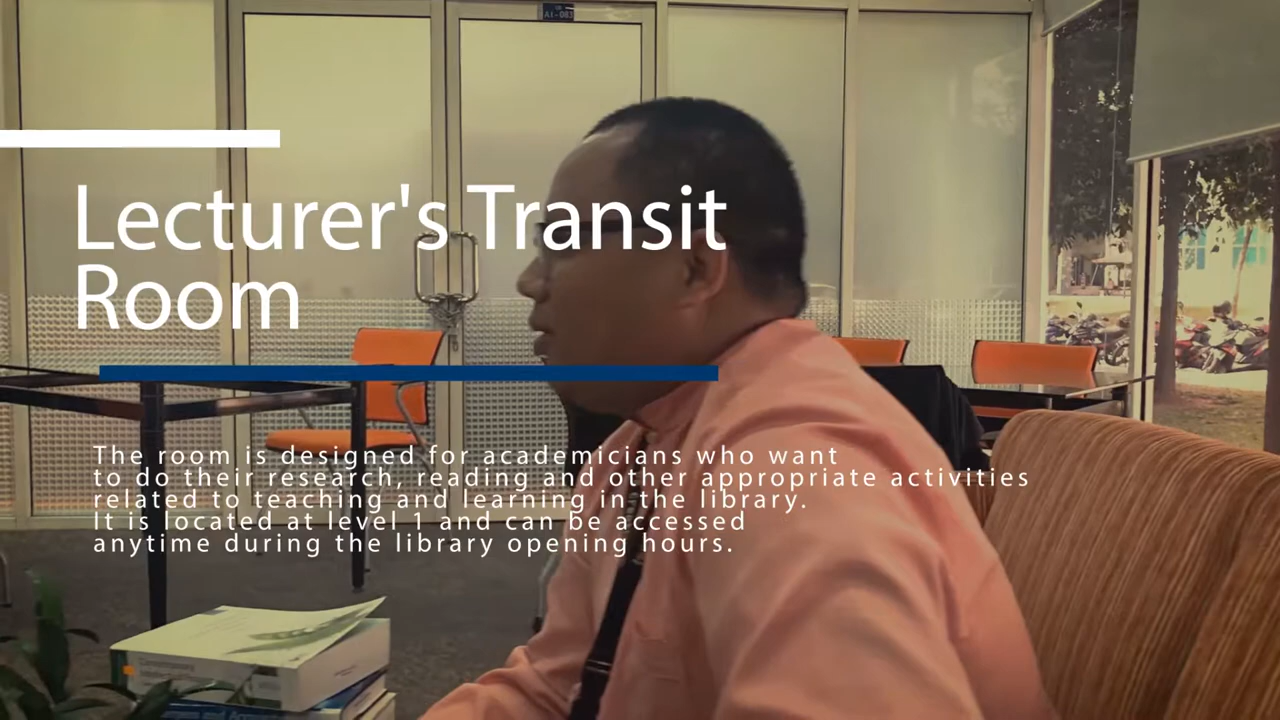 A1-083
Lecturer's Transit
Room
The room is designed for academicians who want
to do their research, reading and other appropriate activities
related to teaching and learning in the library.
It is located at level 1 and can be accessed
anytime during the library opening hours.